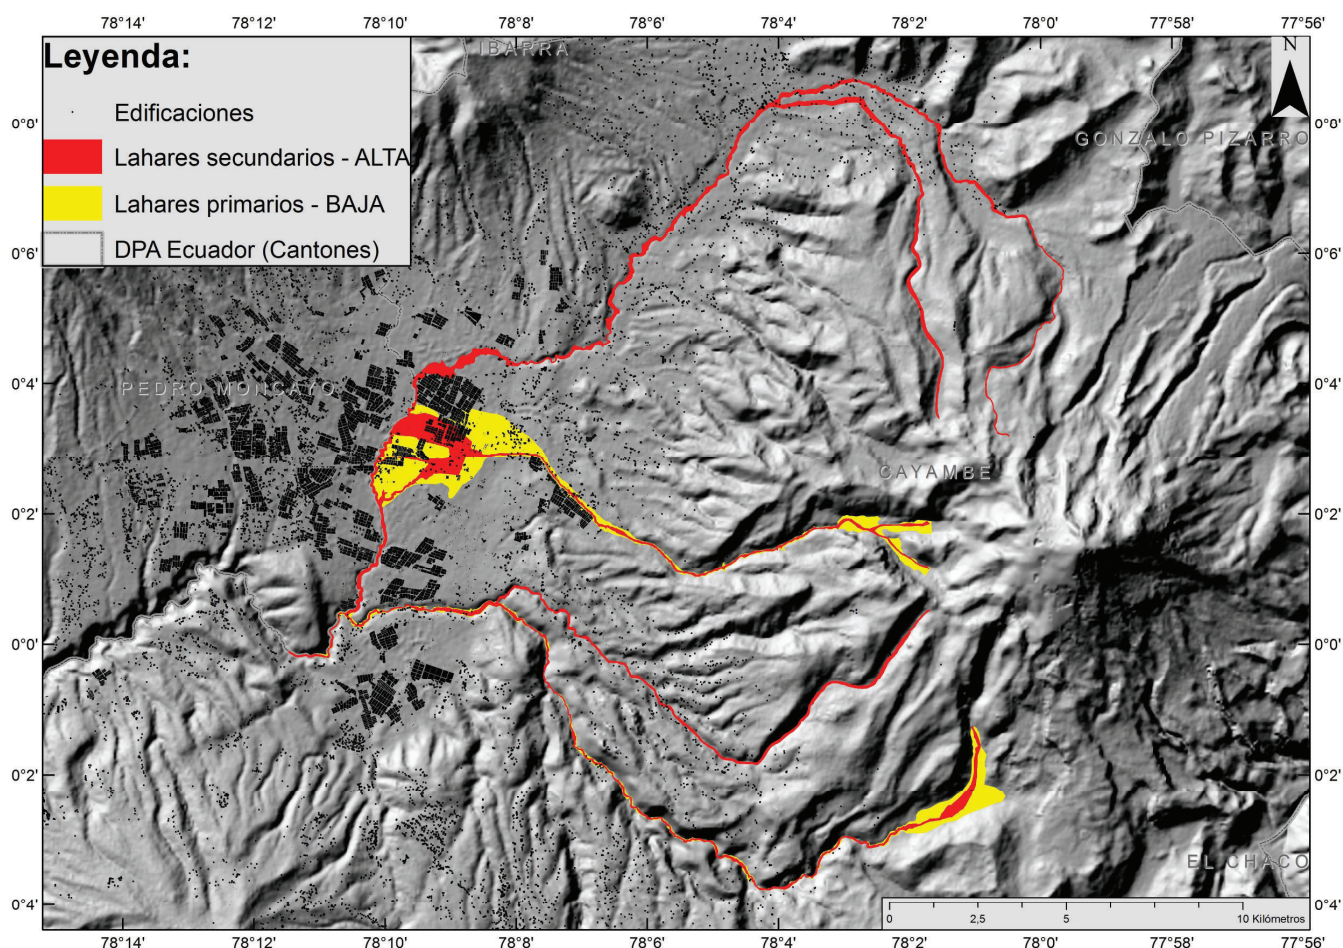 78°14' 78°12' 78°10' 78°8' 78°6' 78°4' 78°2' 78°0' 77°58' 77°56'
Leyenda:
Edificaciones
Lahares secundarios - ALTA
Lahares primarios - BAJA
DPA Ecuador (Cantones)
IBARRA
N
GONZALO PIZARRO
PEDRO MONCAYO
CAYAMBE
EL CHACO
0°0' 0°0'
0°6' 0°6'
0°4' 0°4'
0°2' 0°2'
0°0' 0°0'
0°2' 0°2'
0°4' 0°4'
0 2,5 5 10 Kilómetros
78°14' 78°12' 78°10' 78°8' 78°6' 78°4' 78°2' 78°0' 77°58' 77°56'